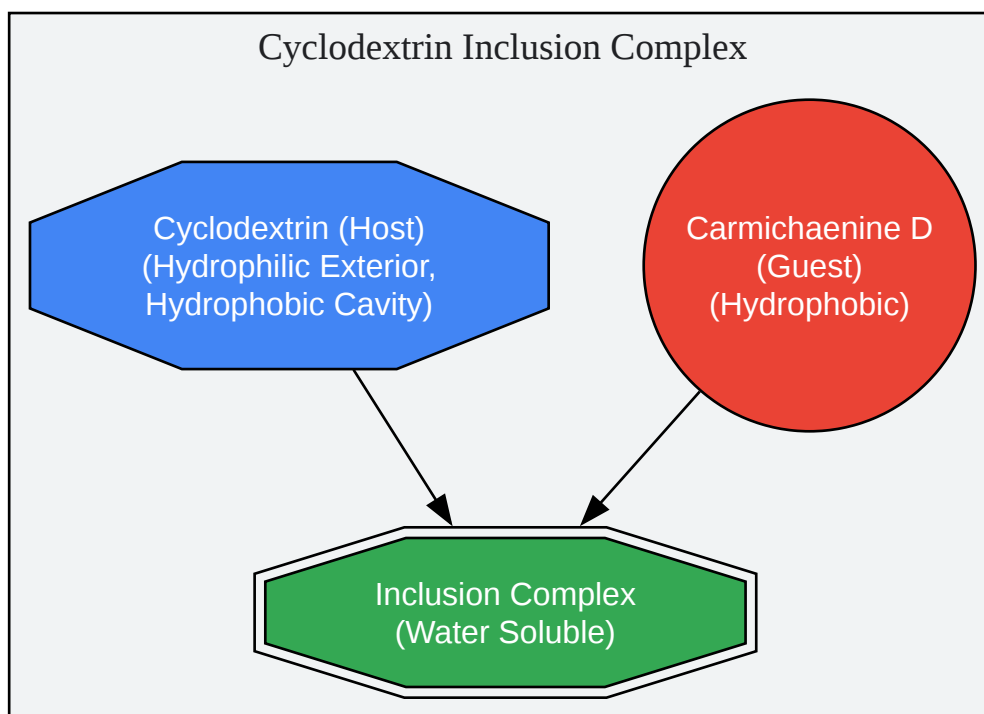 Cyclodextrin Inclusion Complex
Cyclodextrin (Host)
(Hydrophilic Exterior,
Hydrophobic Cavity)
Carmichaenine D
(Guest)
(Hydrophobic)
Inclusion Complex
(Water Soluble)